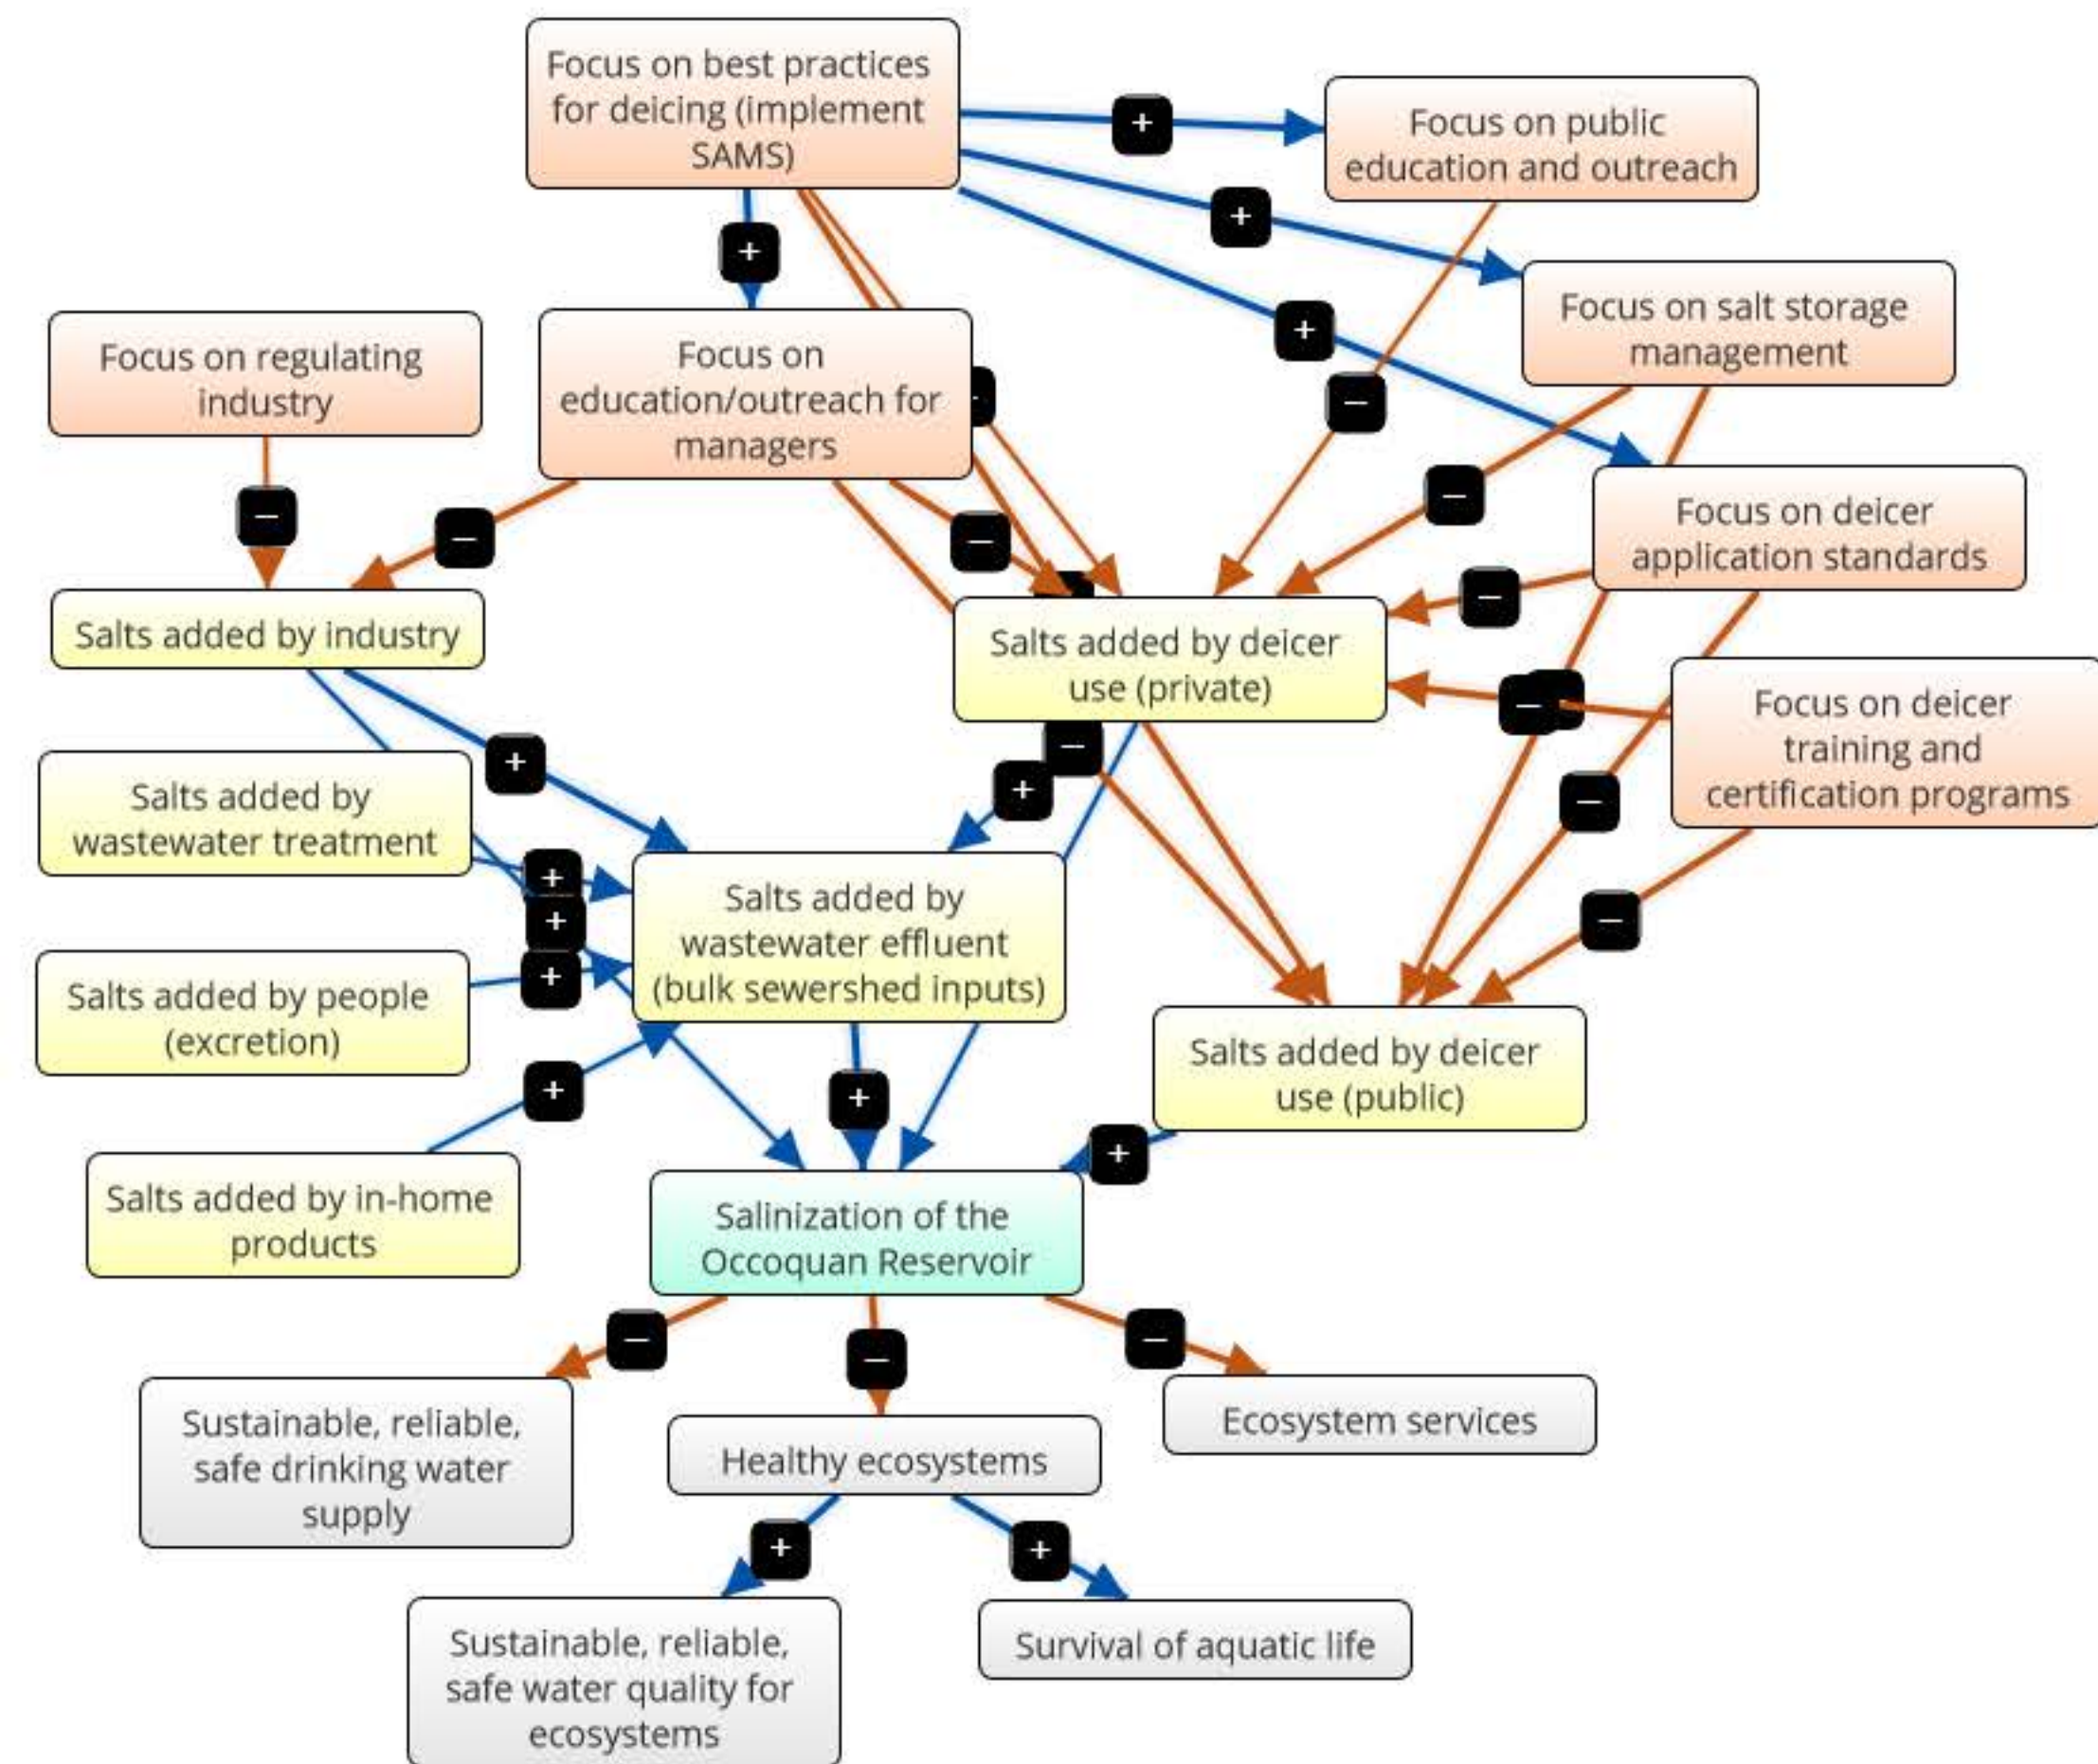 Focus on best practices
for deicing (implement
SAMS)
Focus on public
education and outreach
+
+
+
+
Focus on salt storage
management
Focus on regulating
industry
Focus on
education/outreach for
managers
–
–
Focus on deicer
application standards
–
–
–
–
Salts added by industry
Salts added by deicer
use (private)
–
Focus on deicer
training and
certification programs
–
+
+
–
Salts added by
wastewater treatment
+
+
+
Salts added by
wastewater effluent
(bulk sewershed inputs)
–
Salts added by people
(excretion)
Salts added by deicer
use (public)
+
+
+
Salts added by in-home
products
Salinization of the
Occoquan Reservoir
–
–
–
Sustainable, reliable,
safe drinking water
supply
Healthy ecosystems
Ecosystem services
+
+
Sustainable, reliable,
safe water quality for
ecosystems
Survival of aquatic life